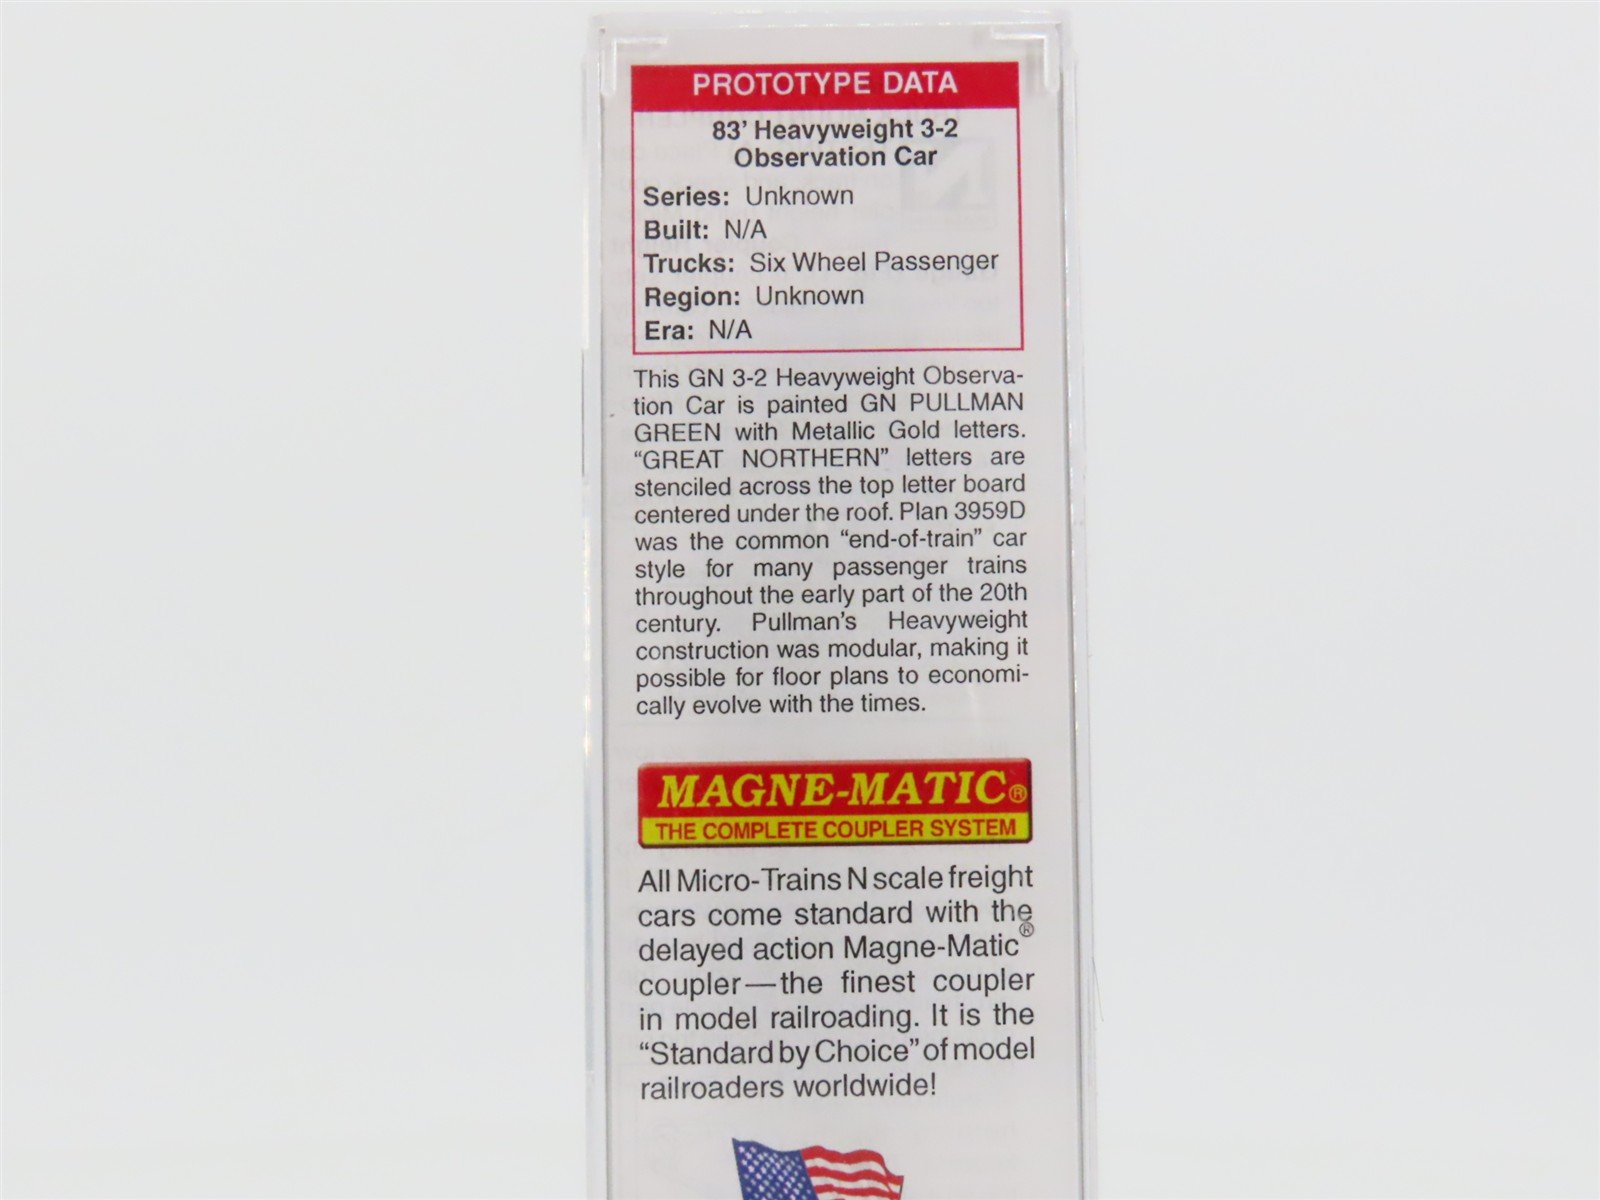 PROTOTYPE DATA
83' Heavyweight 3-2
Observation Car
Series: Unknown
Built: N/A
Trucks: Six Wheel Passenger
Region: Unknown
Era: N/A
This GN 3-2 Heavyweight Observa-
tion Car is painted GN PULLMAN
GREEN with Metallic Gold letters.
“GREAT NORTHERN” letters are
stenciled across the top letter board
centered under the roof. Plan 3959D
was the common “end-of-train” car
style for many passenger trains
throughout the early part of the 20th
century. Pullman's Heavyweight
construction was modular, making it
possible for floor plans to economi-
cally evolve with the times.
MAGNE-MATIC®
THE COMPLETE COUPLER SYSTEM
All Micro-Trains N scale freight
cars come standard with the
delayed action Magne-Matic®
coupler—the finest coupler
in model railroading. It is the
“Standard by Choice” of model
railroaders worldwide!